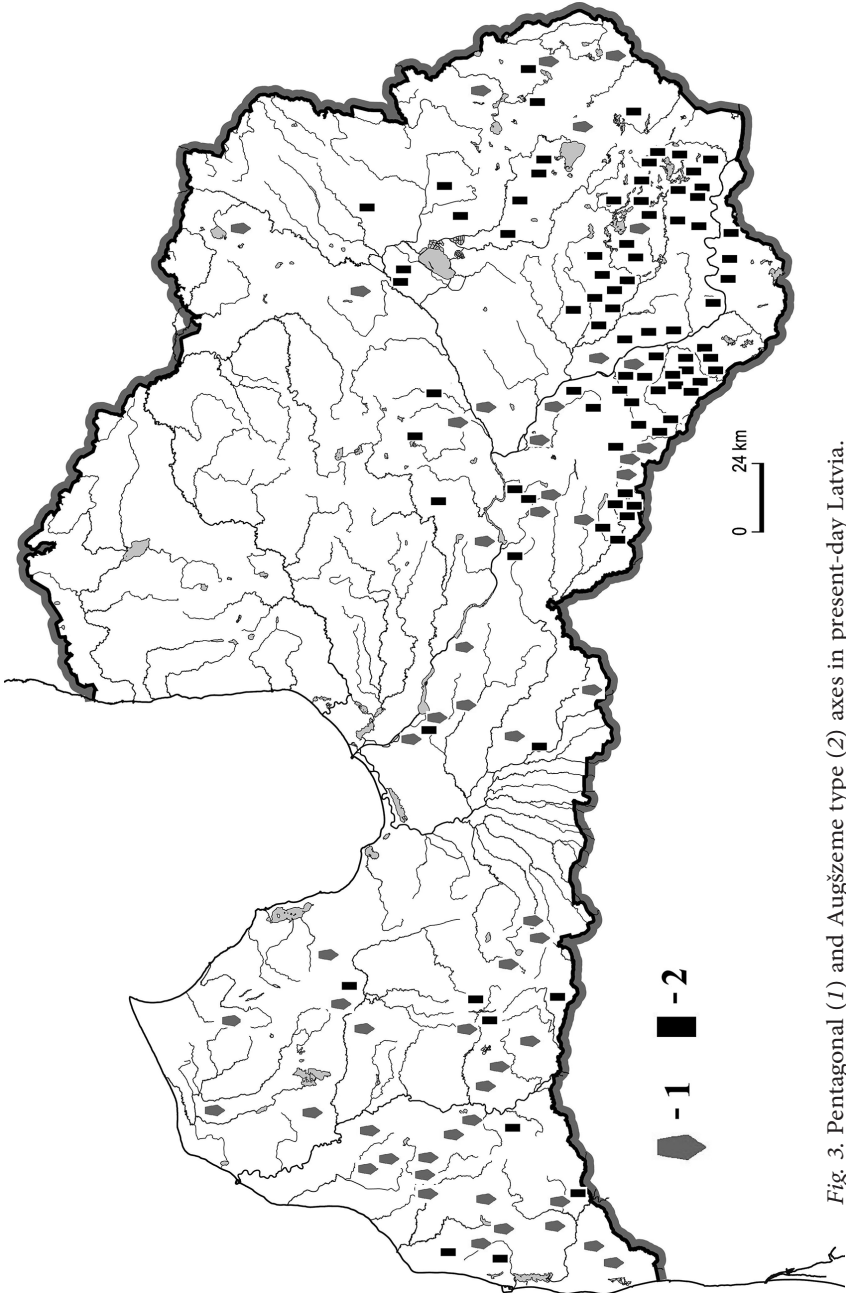 0 24 km
- 1 - 2
Fig. 3. Pentagonal (1) and Augšzeme type (2) axes in present-day Latvia.